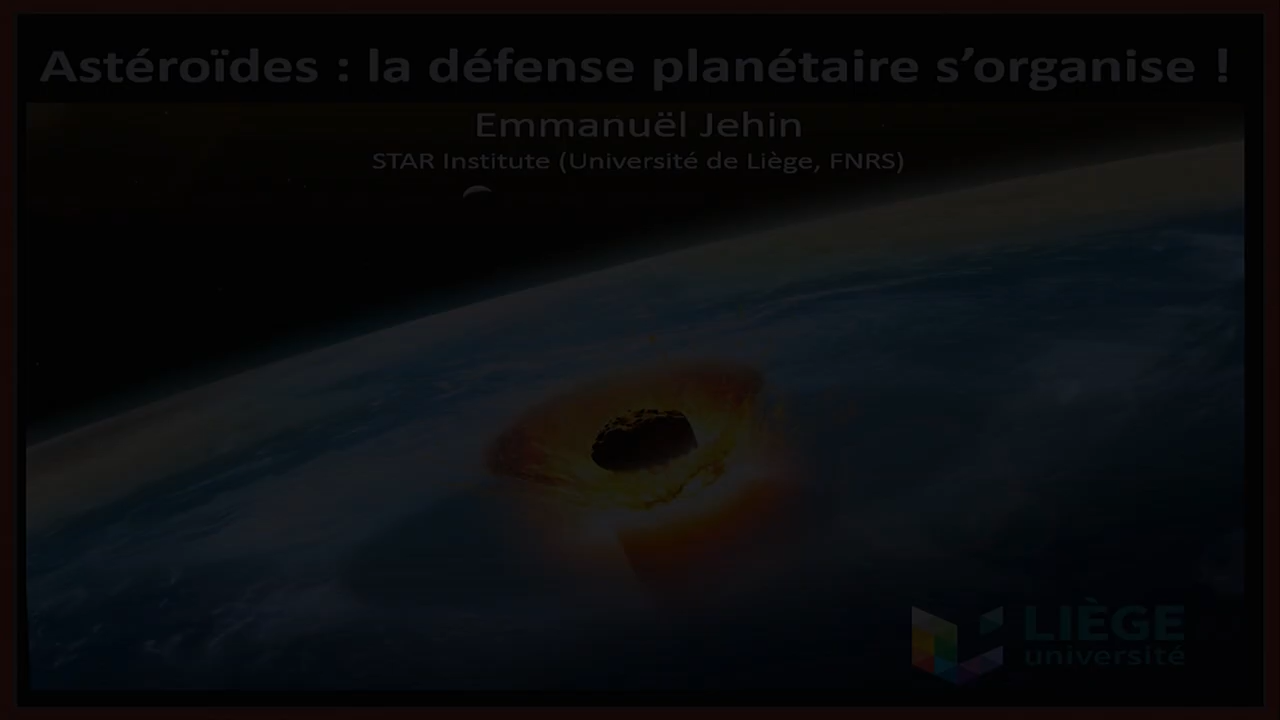 Astéroïdes : la défense planétaire s’organise !
Emmanuël Jehin
STAR Institute (Université de Liège, FNRS)
LIÈGE
université